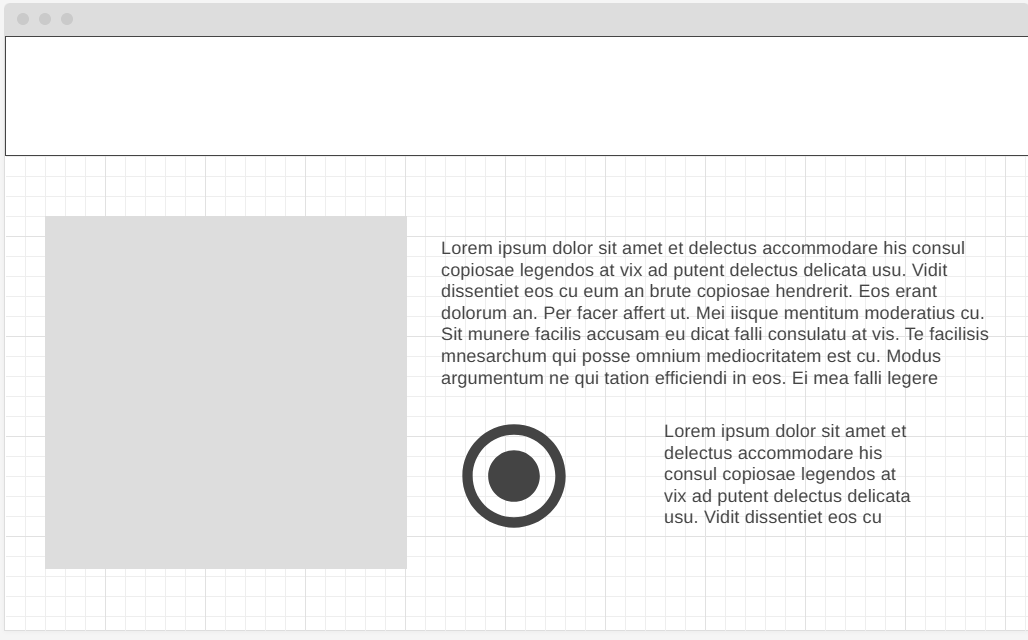 Lorem ipsum dolor sit amet et delectus accommodare his consul
copiosae legendos at vix ad putent delectus delicata usu. Vidit
dissentiet eos cu eum an brute copiosae hendrerit. Eos erant
dolorum an. Per facer affert ut. Mei iisque mentitum moderatius cu.
Sit munere facilis accusam eu dicat falli consulatu at vis. Te facilisis
mnesarchum qui posse omnium mediocritatem est cu. Modus
argumentum ne qui tation efficiendi in eos. Ei mea falli legere
Lorem ipsum dolor sit amet et
delectus accommodare his
consul copiosae legendos at
vix ad putent delectus delicata
usu. Vidit dissentiet eos cu